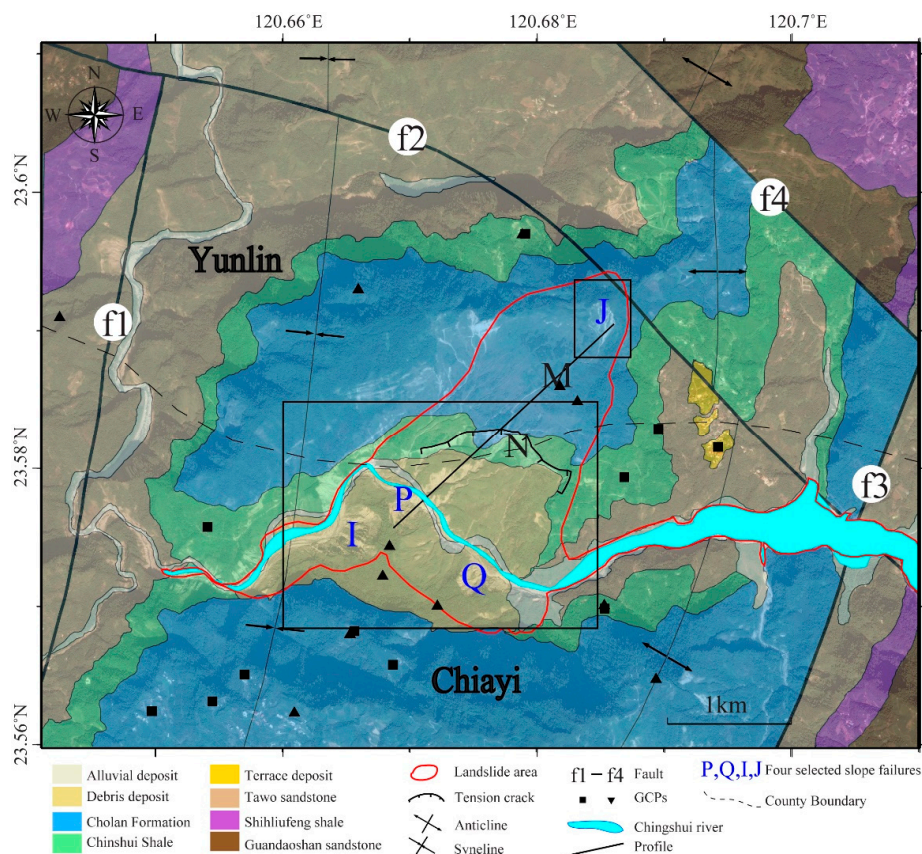 120.66°E
120.68°E
120.7°E
N
W E
S
f2
f4
23.6°N
Yunlin
f1
J
M
N
23.58°N
f3
P
I
Q
Chiayi
1km
23.56°N
Alluvial deposit
Terrace deposit
Landslide area
f1-f4 Fault
P,Q,I,J Four selected slope failures
Debris deposit
Tawo sandstone
Tension crack
GCPs
County Boundary
Cholan Formation
Shihliufeng shale
Anticline
Chingshui river
Chinshui Shale
Guandaoshan sandstone
Syneline
Profile